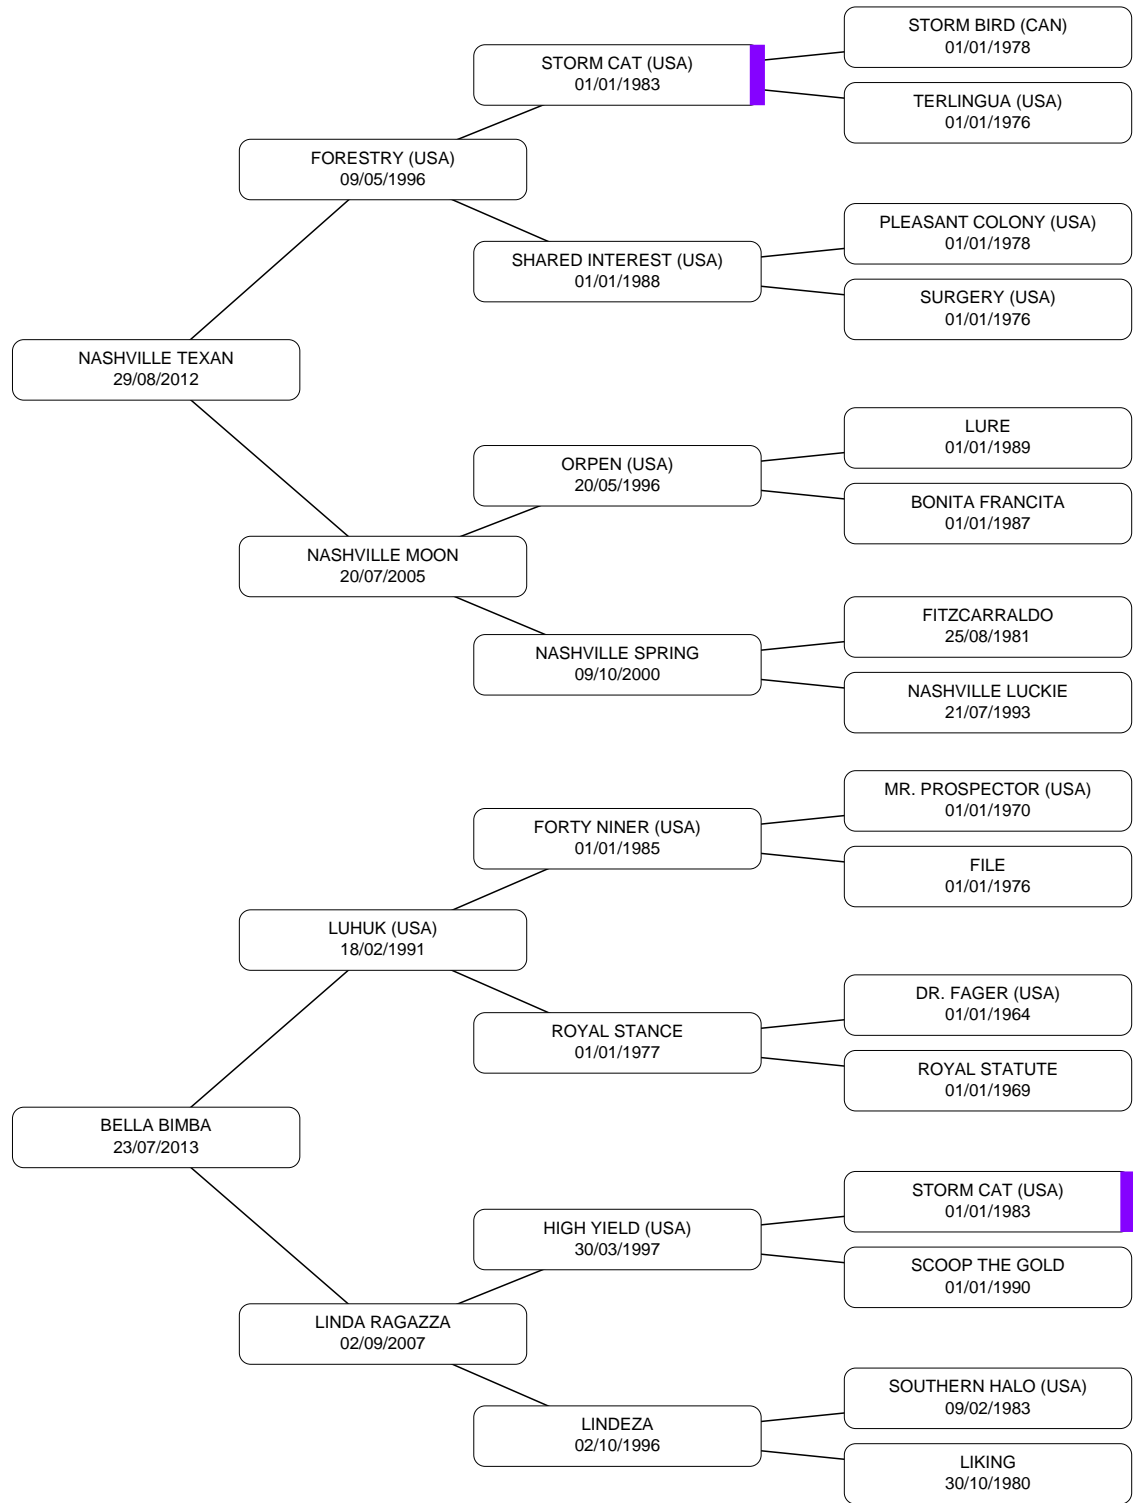 STORM BIRD (CAN)
01/01/1978
STORM CAT (USA)
01/01/1983
TERLINGUA (USA)
01/01/1976
FORESTRY (USA)
09/05/1996
PLEASANT COLONY (USA)
01/01/1978
SHARED INTEREST (USA)
01/01/1988
SURGERY (USA)
01/01/1976
NASHVILLE TEXAN
29/08/2012
LURE
01/01/1989
ORPEN (USA)
20/05/1996
BONITA FRANCITA
01/01/1987
NASHVILLE MOON
20/07/2005
FITZCARRALDO
25/08/1981
NASHVILLE SPRING
09/10/2000
NASHVILLE LUCKIE
21/07/1993
MR. PROSPECTOR (USA)
01/01/1970
FORTY NINER (USA)
01/01/1985
FILE
01/01/1976
LUHUK (USA)
18/02/1991
DR. FAGER (USA)
01/01/1964
ROYAL STANCE
01/01/1977
ROYAL STATUTE
01/01/1969
BELLA BIMBA
23/07/2013
STORM CAT (USA)
01/01/1983
HIGH YIELD (USA)
30/03/1997
SCOOP THE GOLD
01/01/1990
LINDA RAGAZZA
02/09/2007
SOUTHERN HALO (USA)
09/02/1983
LINDEZA
02/10/1996
LIKING
30/10/1980